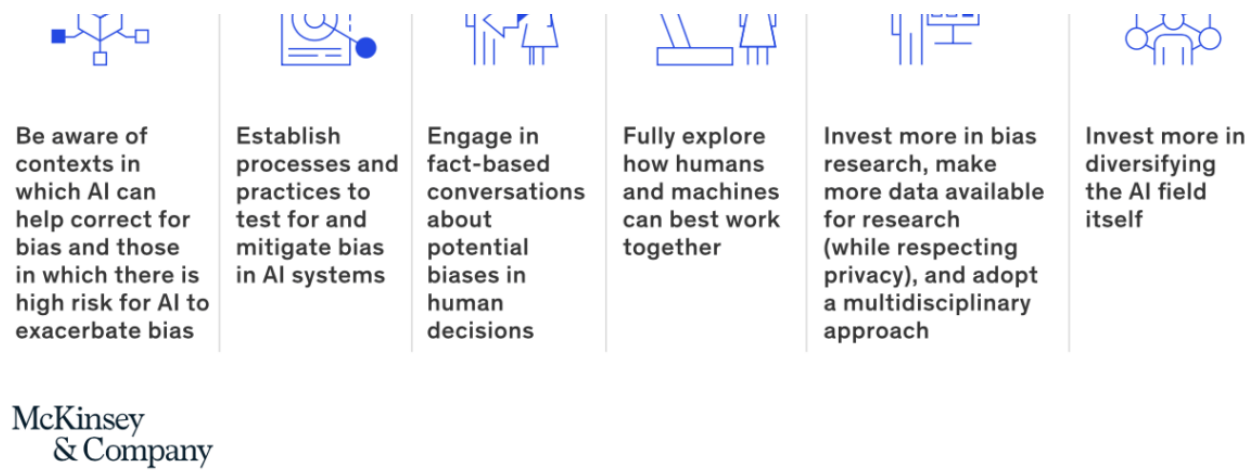 Be aware of
contexts in
which AI can
help correct for
bias and those
in which there is
high risk for AI to
exacerbate bias
Establish
processes and
practices to
test for and
mitigate bias
in AI systems
Engage in
fact-based
conversations
about
potential
biases in
human
decisions
Fully explore
how humans
and machines
can best work
together
Invest more in bias
research, make
more data available
for research
(while respecting
privacy), and adopt
a multidisciplinary
approach
Invest more in
diversifying
the AI field
itself
McKinsey
& Company